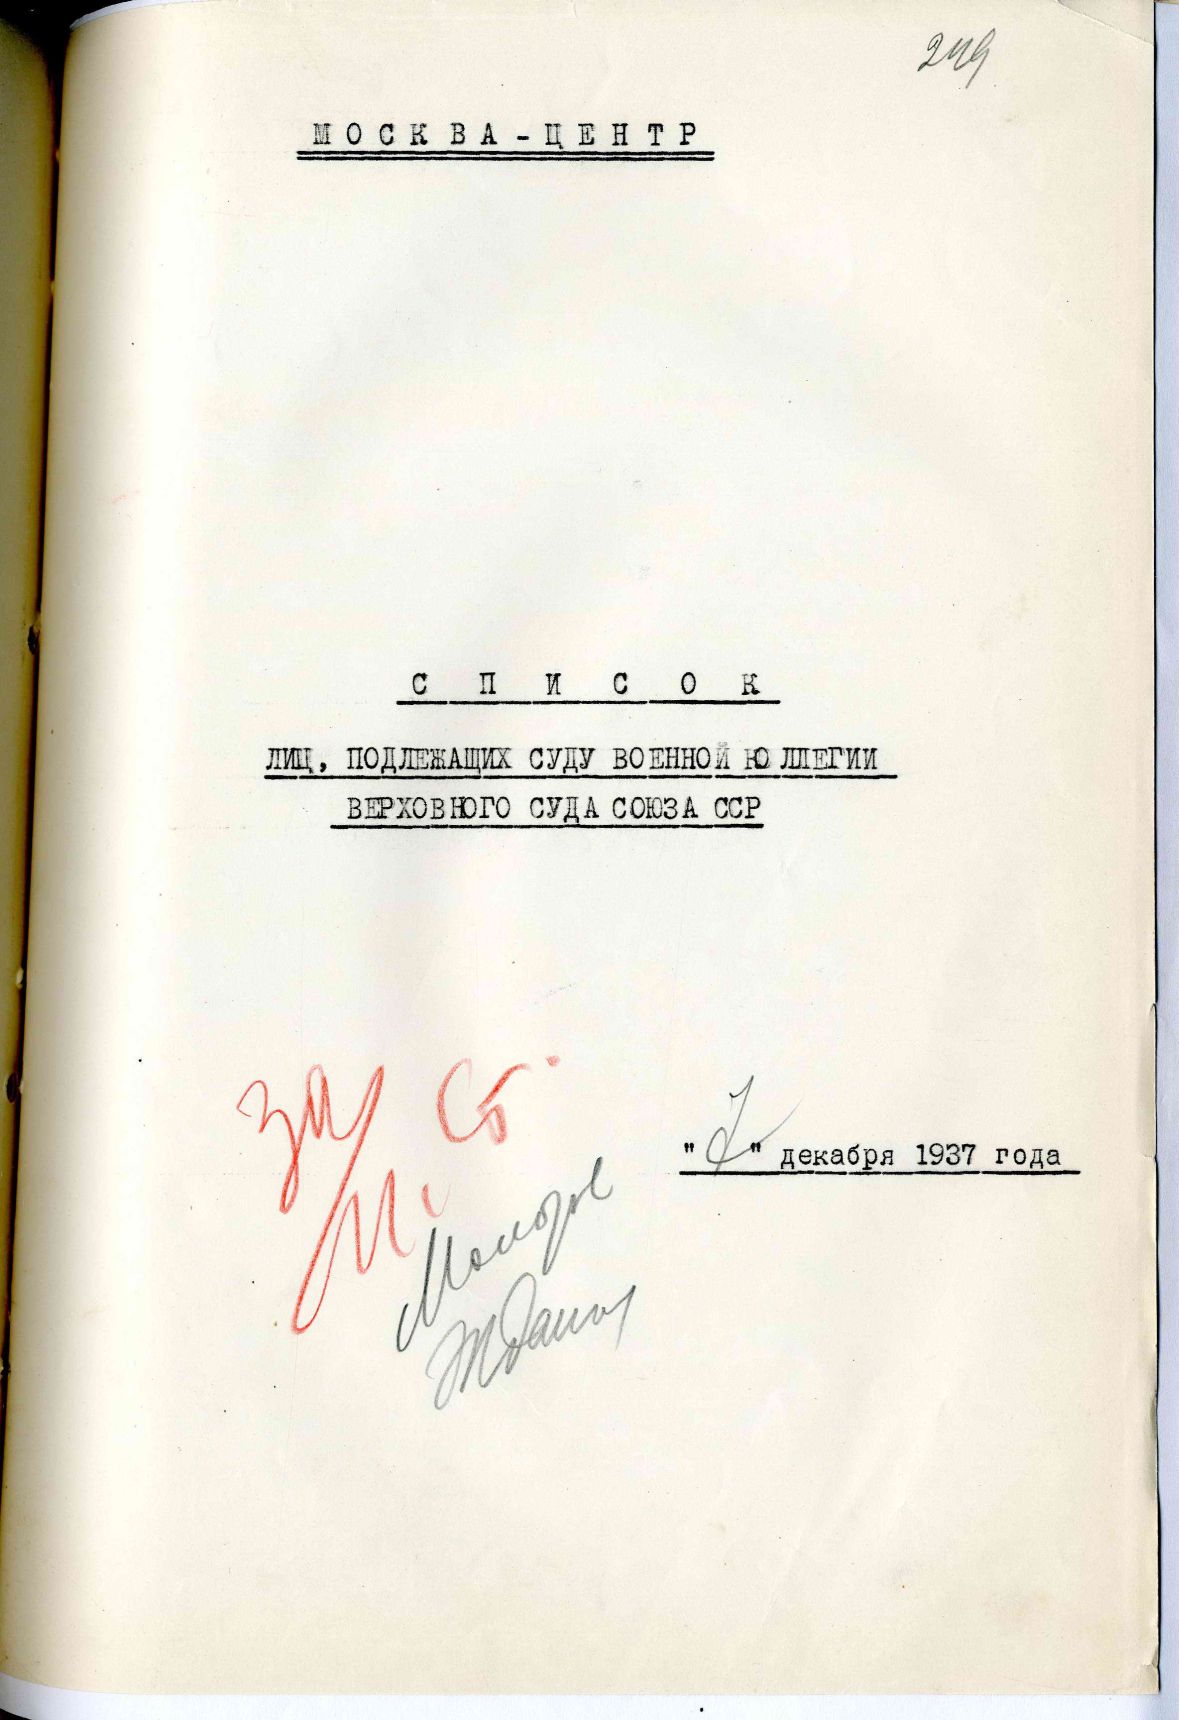 249
МОСКВА-ЦЕНТР
СПИСОК
ЛИЦ, ПОДЛЕЖАЩИХ СУДУ ВОЕННОЙ КОЛЛЕГИИ
ВЕРХОВНОГО СУДА СОЮЗА ССР
за
Ст.
"7" декабря 1937 года
Молотов
Жданов